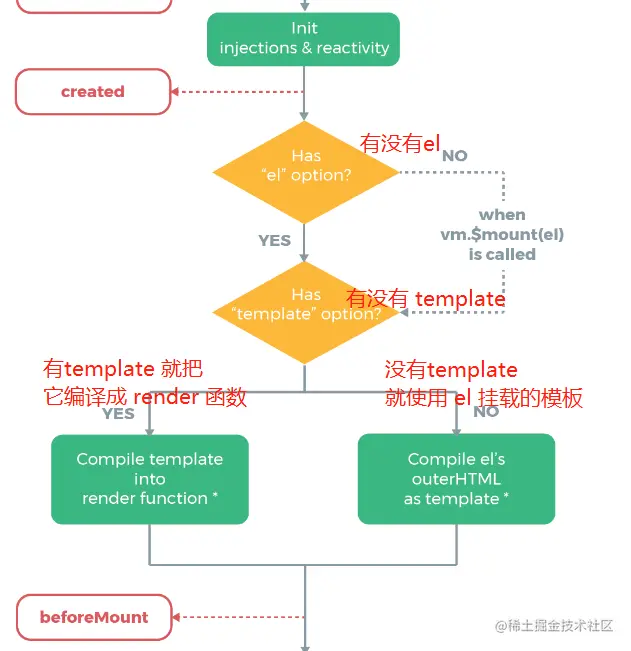 Init
injections & reactivity
created
Has
“el” option?
有没有el
NO
when
vm.$mount(el)
is called
YES
Has
“template” option?
有没有 template
有template 就把
它编译成 render 函数
没有template
就使用 el 挂载的模板
YES
NO
Compile template
into
render function *
Compile el’s
outerHTML
as template *
beforeMount
@稀土掘金技术社区